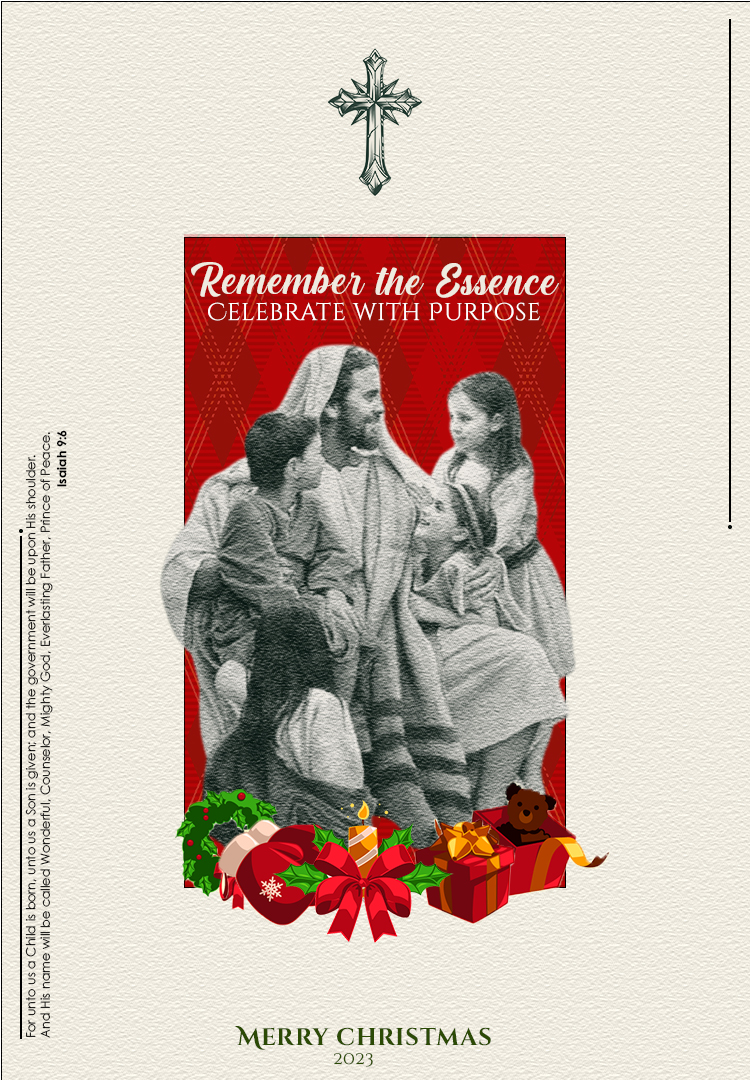 Remember the Essence
CELEBRATE WITH PURPOSE
For unto us a Child is born, unto us a Son is given; and the government will be upon His shoulder.
And His name will be called Wonderful, Counselor, Mighty God, Everlasting Father, Prince of Peace.
Isaiah 9:6
MERRY CHRISTMAS
2023